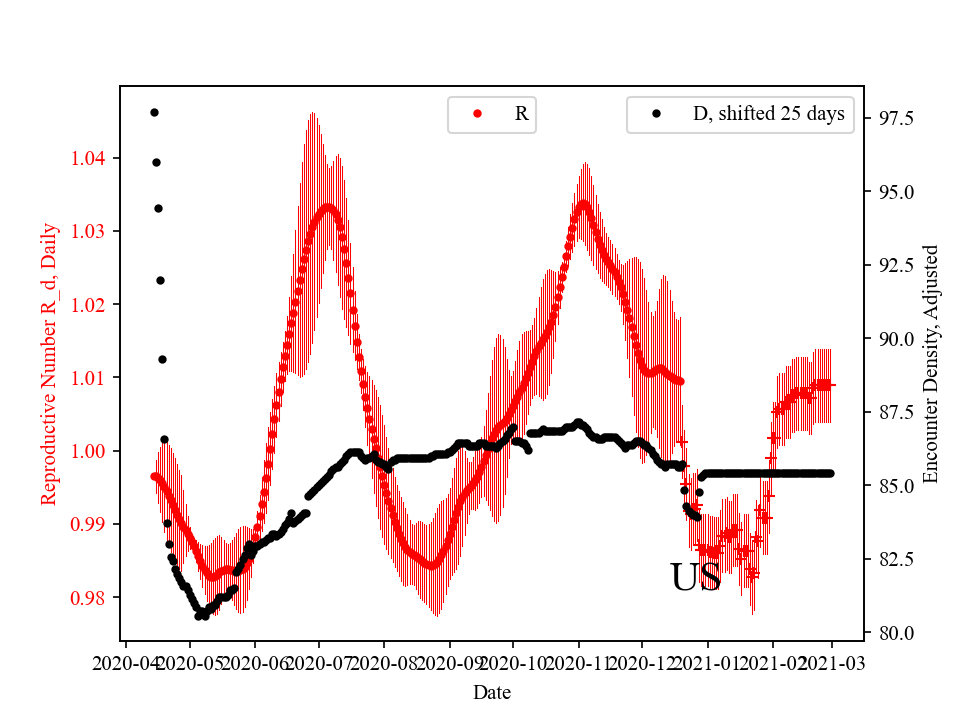 R
D, shifted 25 days
1.04
1.03
1.02
1.01
1.00
0.99
0.98
Reproductive Number R_d, Daily
97.5
95.0
92.5
90.0
87.5
85.0
82.5
80.0
Encounter Density, Adjusted
US
2020-04 2020-05 2020-06 2020-07 2020-08 2020-09 2020-10 2020-11 2020-12 2021-01 2021-02 2021-03
Date